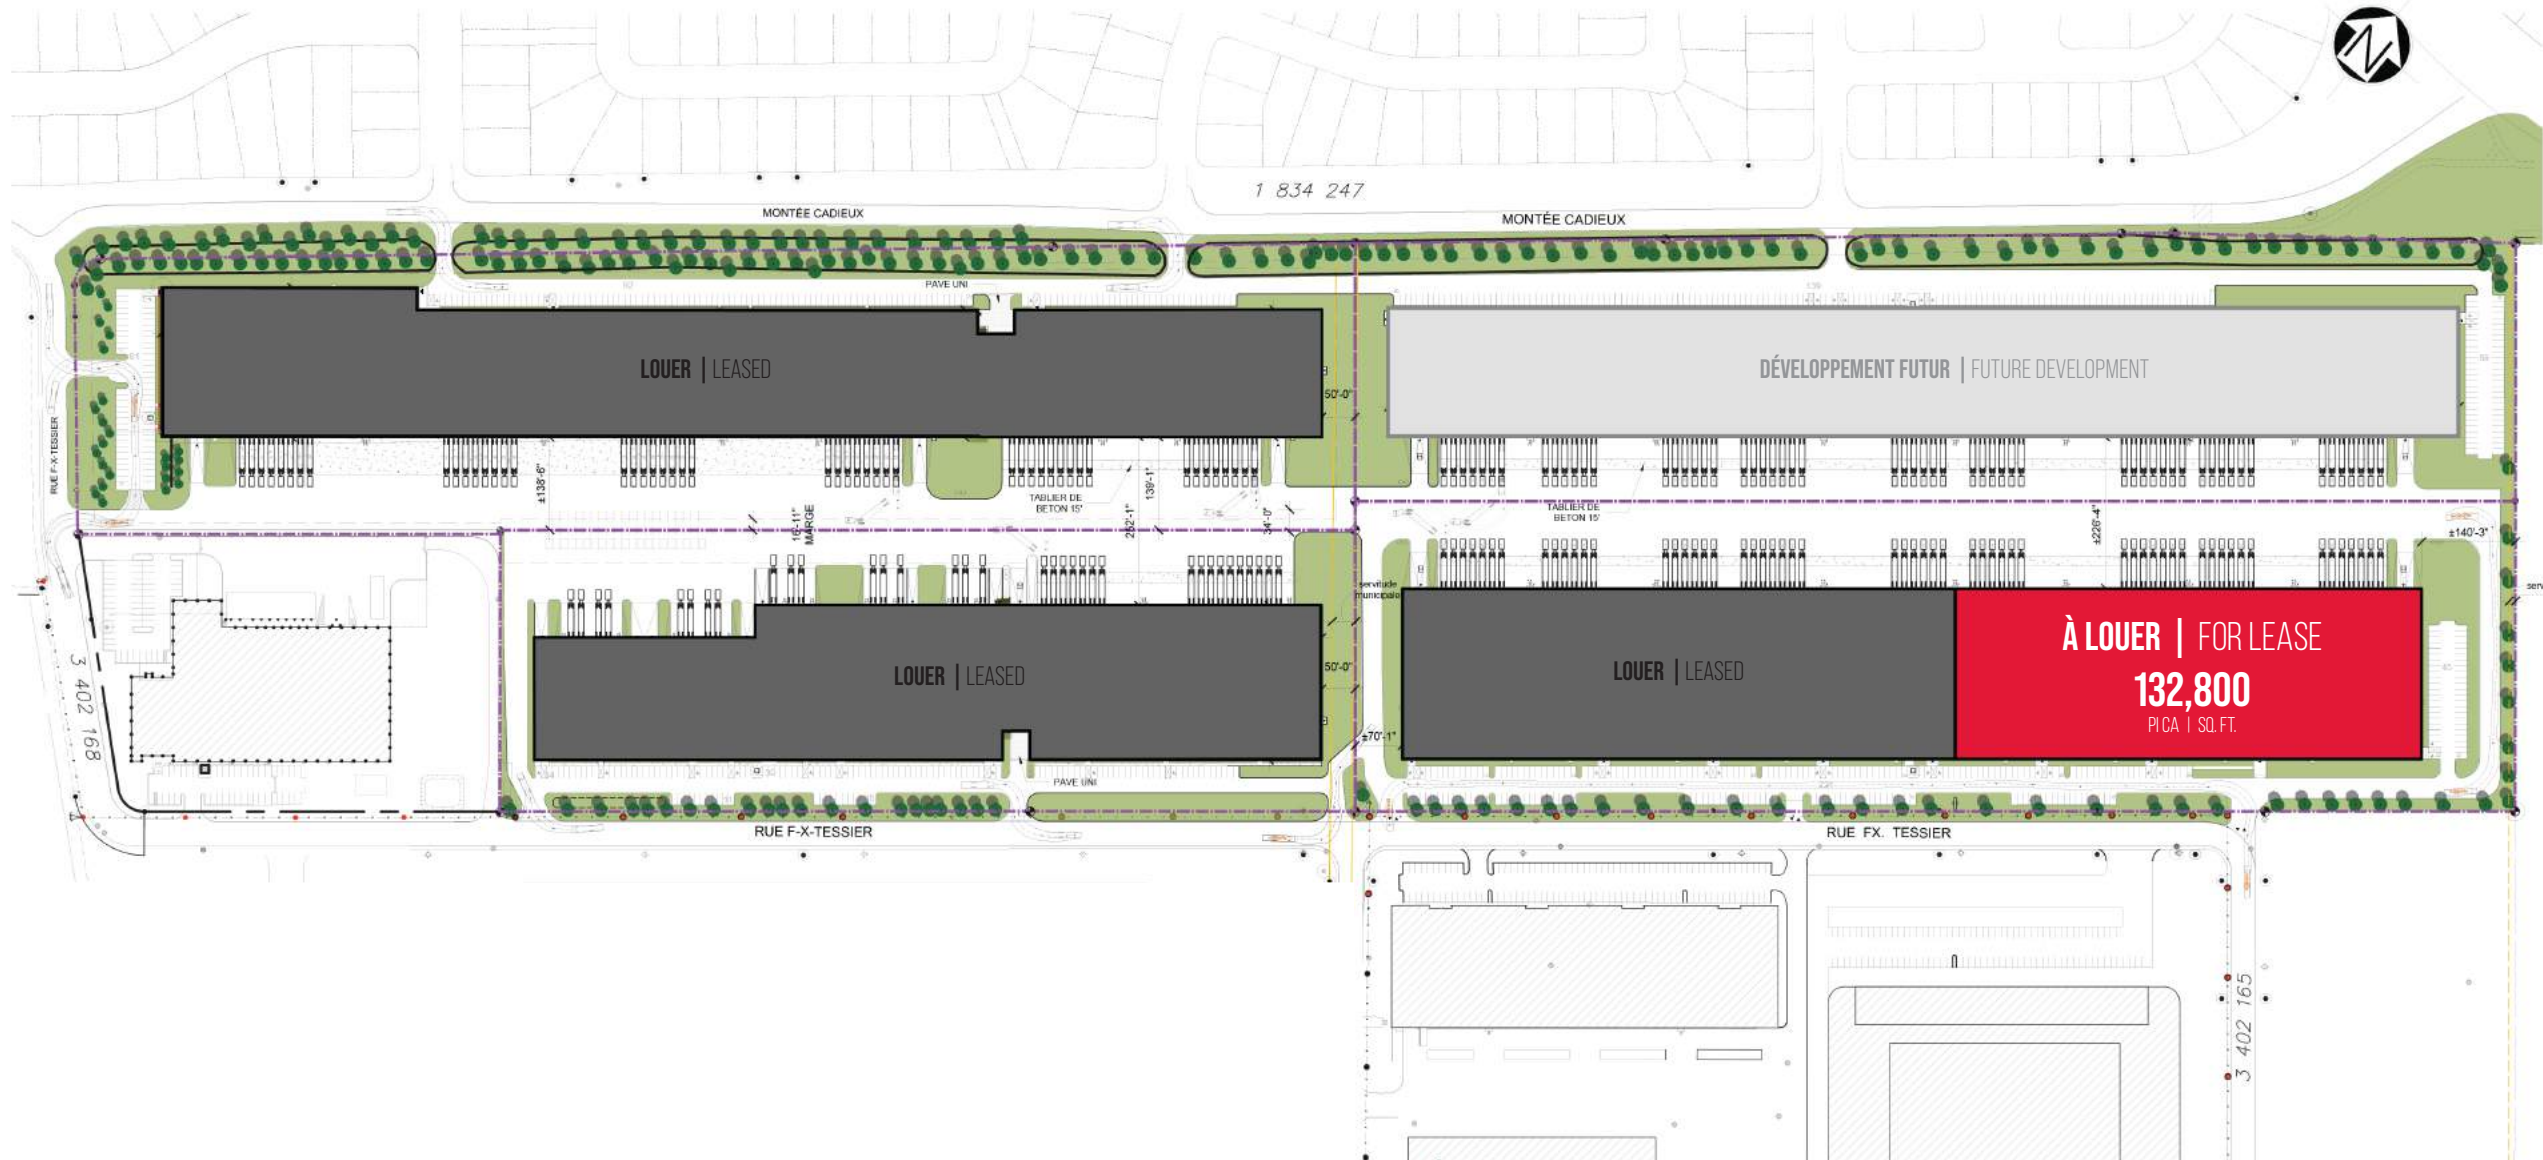 N
1 834 247
MONTÉE CADIEUX
MONTÉE CADIEUX
PAVE UNI
LOUER | LEASED
DÉVELOPPEMENT FUTUR | FUTURE DEVELOPMENT
50'-0"
RUE F-X-TESSIER
±138'-6"
TABLIER DE
BETON 15'
139'-1"
252'-1"
16'-11"
MARGE
34'-0"
TABLIER DE
BETON 15'
±226'-4"
±140'-3"
servitude
municipale
serv
3 402 168
LOUER | LEASED
50'-0"
±70'-1"
LOUER | LEASED
À LOUER | FOR LEASE
132,800
PI CA | SQ. FT.
PAVE UNI
RUE F-X-TESSIER
RUE FX. TESSIER
3 402 165